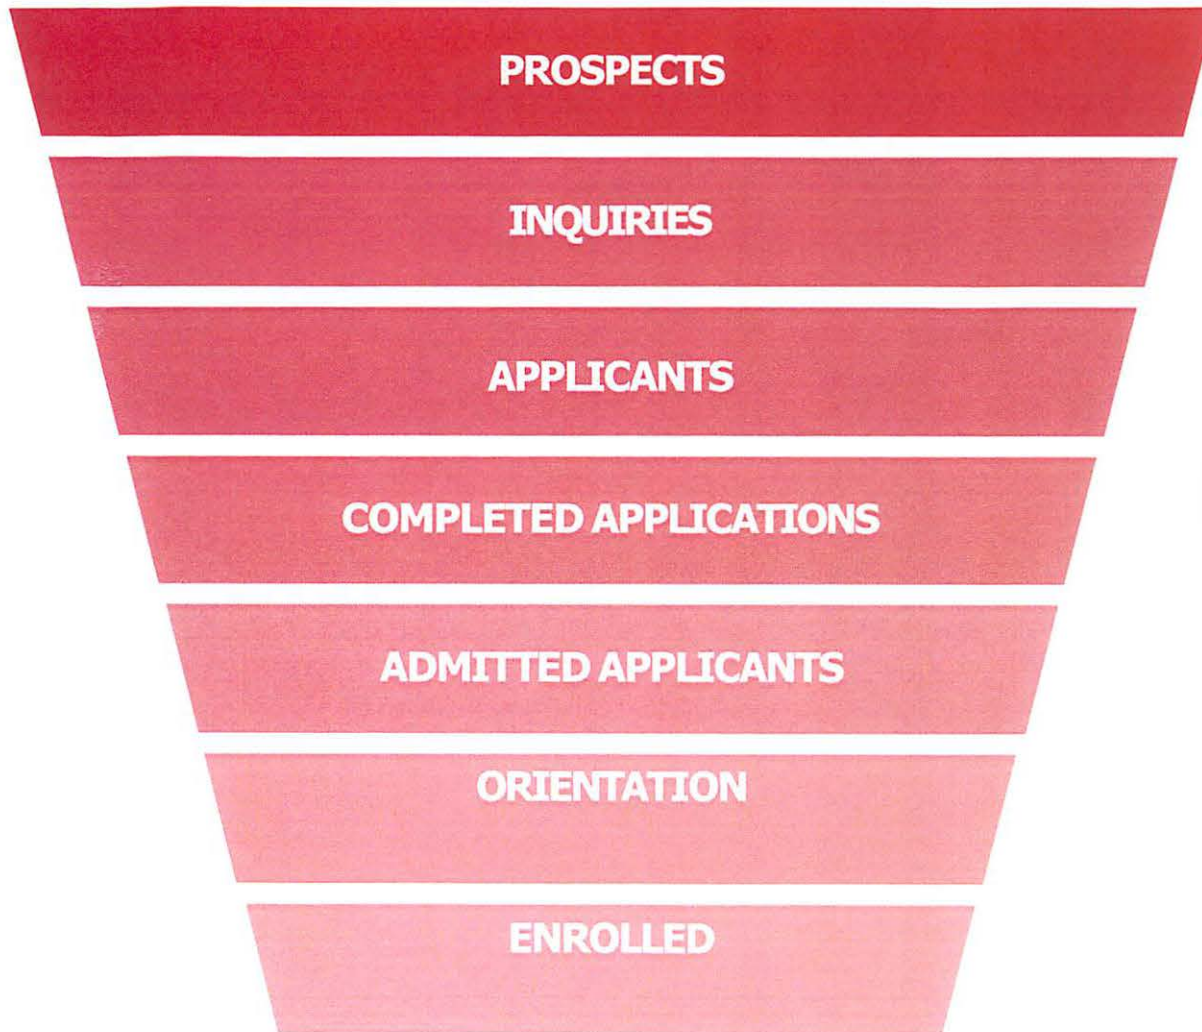 PROSPECTS
INQUIRIES
APPLICANTS
COMPLETED APPLICATIONS
ADMITTED APPLICANTS
ORIENTATION
ENROLLED